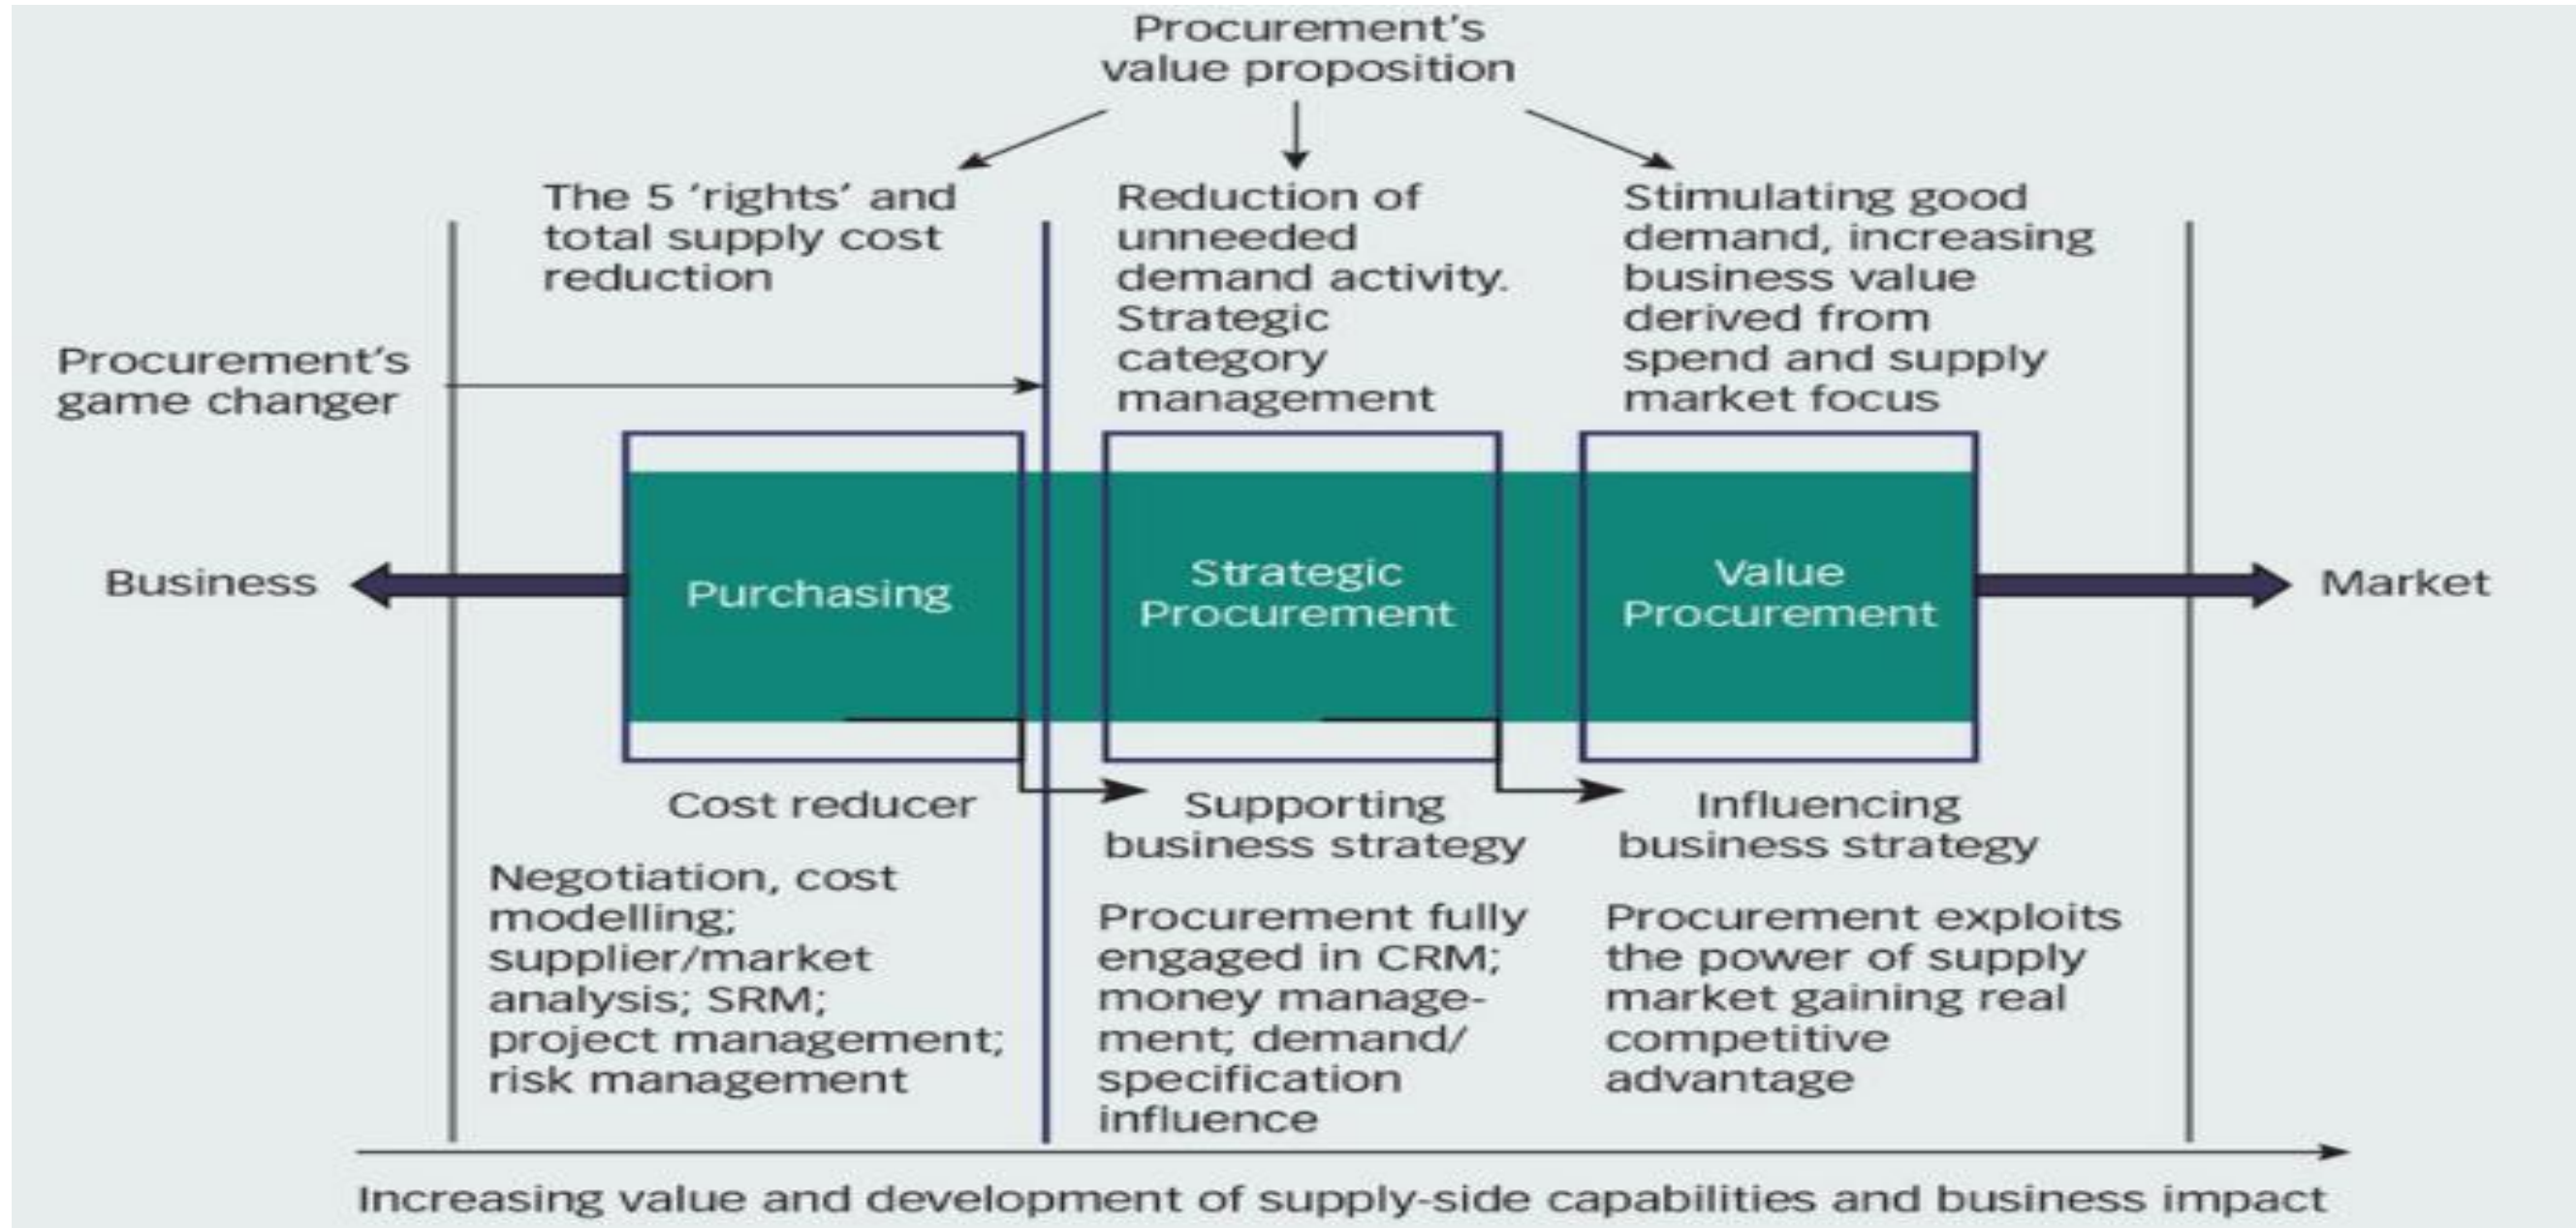 Procurement's
value proposition
The 5 'rights' and
total supply cost
reduction
Reduction of
unneeded
demand activity.
Strategic
category
management
Stimulating good
demand, increasing
business value
derived from
spend and supply
market focus
Procurement's
game changer
Business
Purchasing
Strategic
Procurement
Value
Procurement
Market
Cost reducer
Negotiation, cost
modelling;
supplier/market
analysis; SRM;
project management;
risk management
Supporting
business strategy
Procurement fully
engaged in CRM;
money manage-
ment; demand/
specification
influence
Influencing
business strategy
Procurement exploits
the power of supply
market gaining real
competitive
advantage
Increasing value and development of supply-side capabilities and business impact